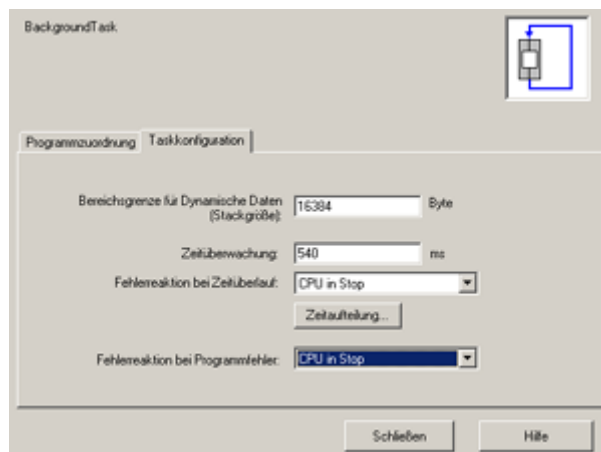 BackgroundTask
Programmzuordnung Taskkonfiguration
Bereichsgrenze für Dynamische Daten
(Stackgröße): 16384 Byte
Zeitüberwachung: 540 ms
Fehlerreaktion bei Zeitüberlauf: CPU in Stop
Zeitaufteilung...
Fehlerreaktion bei Programmfehler: CPU in Stop
Schließen Hilfe